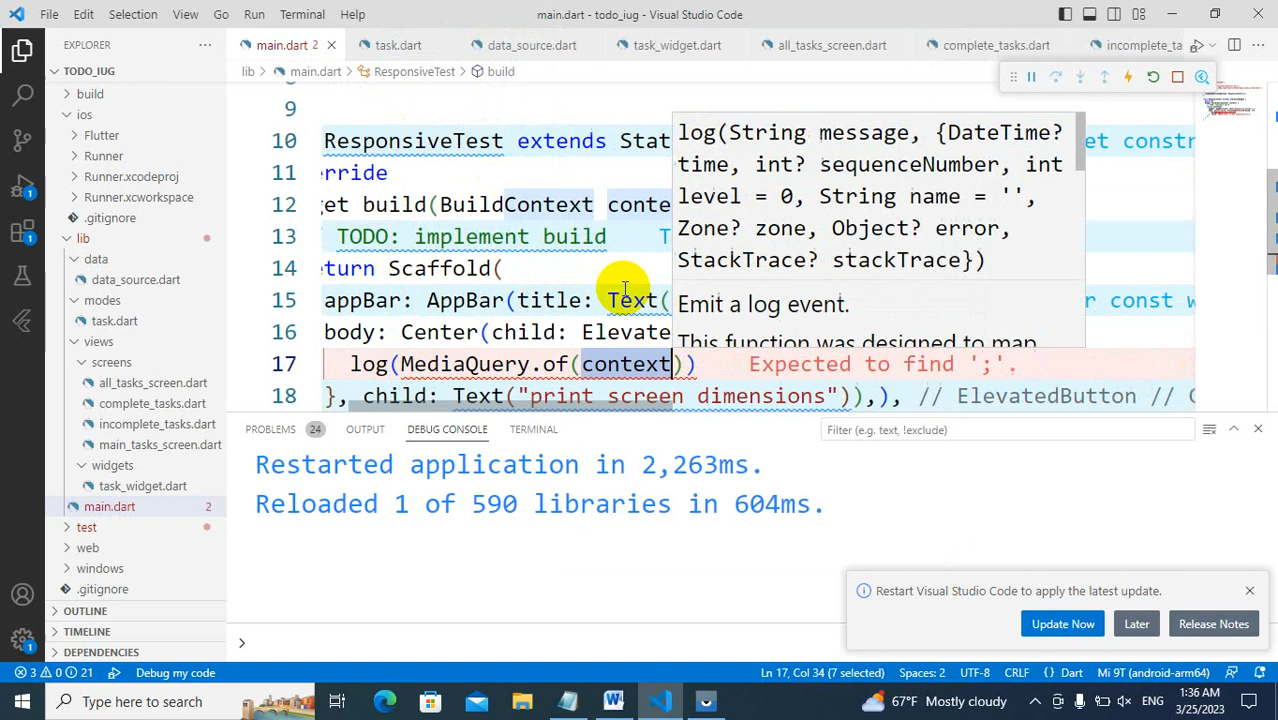 File Edit Selection View Go Run Terminal Help main.dart - todo_iug - Visual Studio Code
EXPLORER
TODO_IUG
build
ios
Flutter
Runner
Runner.xcodeproj
Runner.xcworkspace
.gitignore
lib
data
data_source.dart
modes
task.dart
views
screens
all_tasks_screen.dart
complete_tasks.dart
incomplete_tasks.dart
main_tasks_screen.dart
widgets
task_widget.dart
main.dart 2
test
web
windows
.gitignore
OUTLINE
TIMELINE
DEPENDENCIES
1
1
1
main.dart 2 task.dart data_source.dart task_widget.dart all_tasks_screen.dart complete_tasks.dart incomplete_ta
lib > main.dart > ResponsiveTest > build
9
10 ResponsiveTest extends Stat et constr
11 erride
12 get build(BuildContext conte
13 TODO: implement build T
14 eturn Scaffold(
15 appBar: AppBar(title: Text( er const w
16 body: Center(child: Elevate
17 log(MediaQuery.of(context)) Expected to find ';'.
18 }, child: Text("print screen dimensions")),), // ElevatedButton // C
log(String message, {DateTime?
time, int? sequenceNumber, int
level = 0, String name = '',
Zone? zone, Object? error,
StackTrace? stackTrace})
Emit a log event.
This function was designed to map
PROBLEMS 24 OUTPUT DEBUG CONSOLE TERMINAL Filter (e.g. text, !exclude)
Restarted application in 2,263ms.
Reloaded 1 of 590 libraries in 604ms.
Restart Visual Studio Code to apply the latest update.
Update Now Later Release Notes
3 0 21 Debug my code Ln 17, Col 34 (7 selected) Spaces: 2 UTF-8 CRLF {} Dart Mi 9T (android-arm64)
Type here to search 67°F Mostly cloudy ENG 1:36 AM
3/25/2023